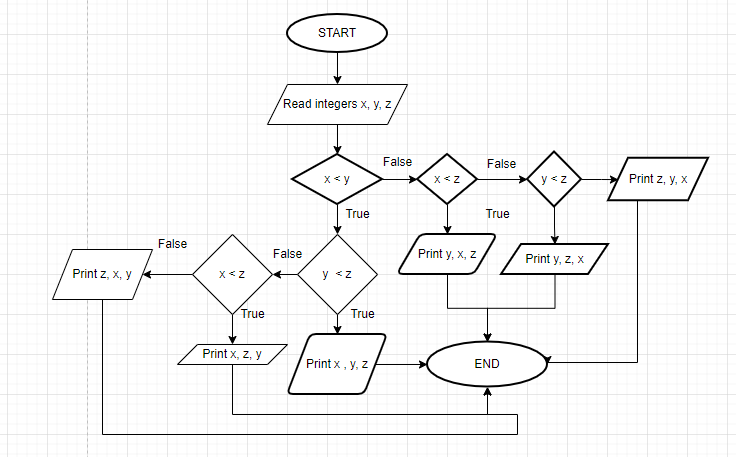 START
Read integers x, y, z
x < y
False
x < z
False
y < z
Print z, y, x
True
True
Print y, x, z
Print y, z, x
False
False
Print z, x, y
x < z
y < z
True
True
Print x, z, y
Print x , y, z
END